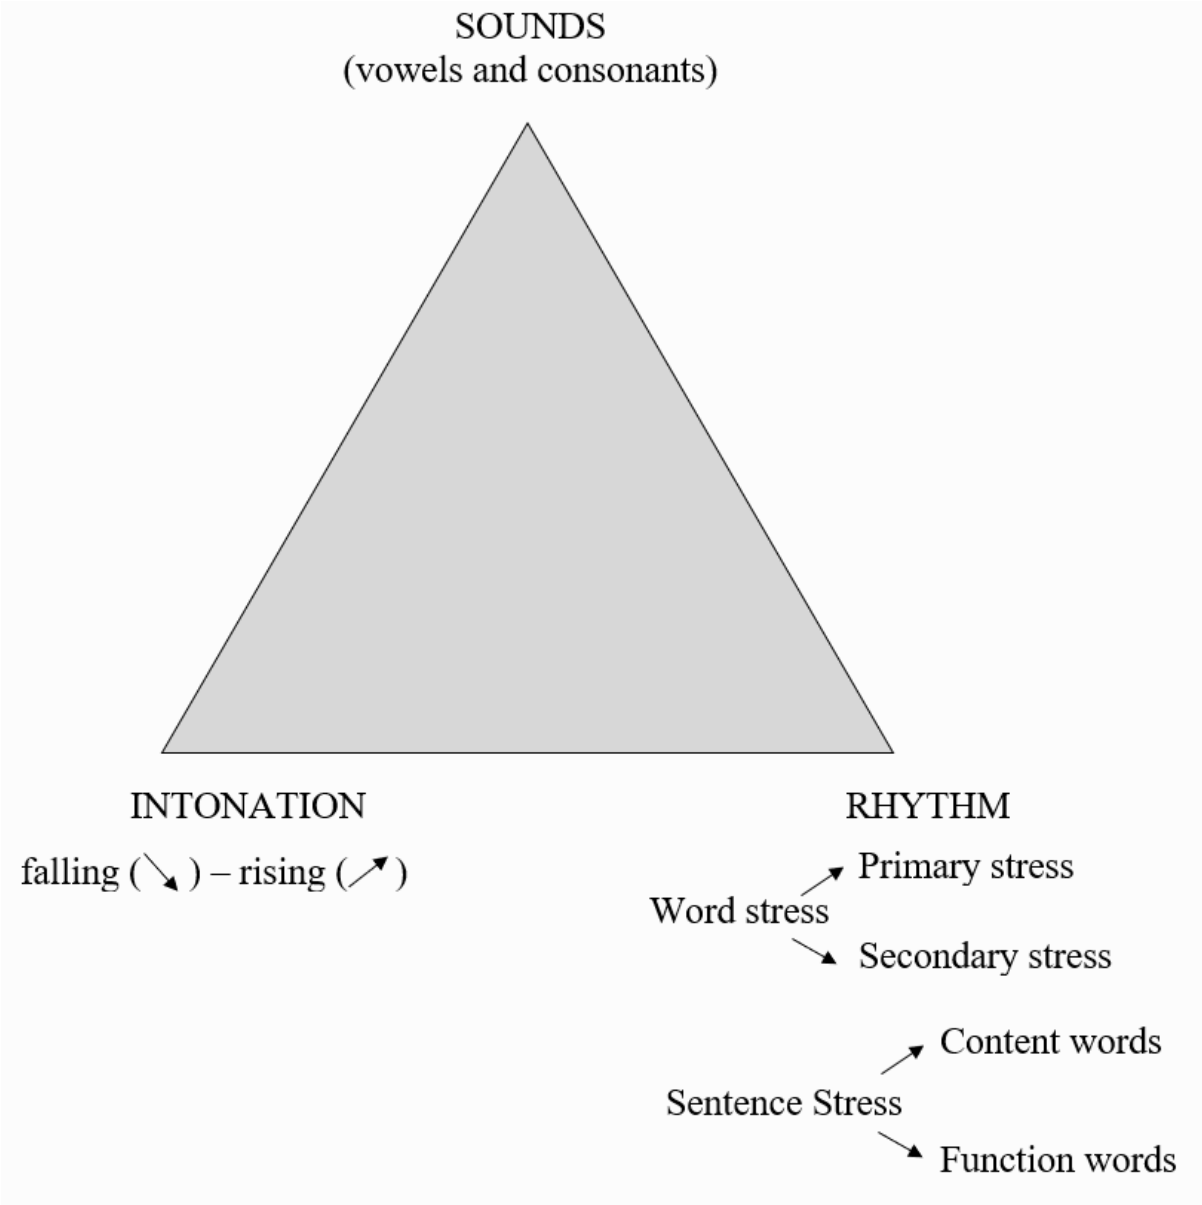 SOUNDS
(vowels and consonants)
INTONATION
falling (↘) – rising (↗)
RHYTHM
Primary stress
Word stress
Secondary stress
Content words
Sentence Stress
Function words